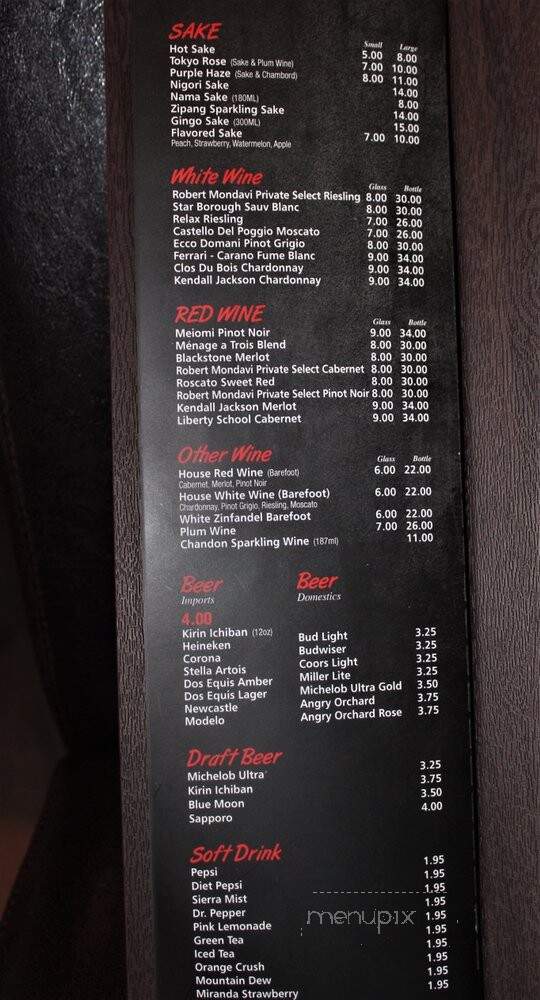 SAKE
Small Large
Hot Sake 5.00 8.00
Tokyo Rose (Sake & Plum Wine) 7.00 10.00
Purple Haze (Sake & Chambord) 8.00 11.00
Nigori Sake 14.00
Nama Sake (180ML) 8.00
Zipang Sparkling Sake 14.00
Gingo Sake (300ML) 15.00
Flavored Sake 7.00 10.00
Peach, Strawberry, Watermelon, Apple
White Wine
Glass Bottle
Robert Mondavi Private Select Riesling 8.00 30.00
Star Borough Sauv Blanc 8.00 30.00
Relax Riesling 7.00 26.00
Castello Del Poggio Moscato 7.00 26.00
Ecco Domani Pinot Grigio 8.00 30.00
Ferrari - Carano Fume Blanc 9.00 34.00
Clos Du Bois Chardonnay 9.00 34.00
Kendall Jackson Chardonnay 9.00 34.00
RED WINE
Glass Bottle
Meiomi Pinot Noir 9.00 34.00
Ménage a Trois Blend 8.00 30.00
Blackstone Merlot 8.00 30.00
Robert Mondavi Private Select Cabernet 8.00 30.00
Roscato Sweet Red 8.00 30.00
Robert Mondavi Private Select Pinot Noir 8.00 30.00
Kendall Jackson Merlot 9.00 34.00
Liberty School Cabernet 9.00 34.00
Other Wine
Glass Bottle
House Red Wine (Barefoot) 6.00 22.00
Cabernet, Merlot, Pinot Noir
House White Wine (Barefoot) 6.00 22.00
Chardonnay, Pinot Grigio, Riesling, Moscato
White Zinfandel Barefoot 6.00 22.00
Plum Wine 7.00 26.00
Chandon Sparkling Wine (187ml) 11.00
Beer
Imports
4.00
Kirin Ichiban (12oz)
Heineken
Corona
Stella Artois
Dos Equis Amber
Dos Equis Lager
Newcastle
Modelo
Beer
Domestics
Bud Light 3.25
Budwiser 3.25
Coors Light 3.25
Miller Lite 3.25
Michelob Ultra Gold 3.50
Angry Orchard 3.75
Angry Orchard Rose 3.75
Draft Beer
Michelob Ultra 3.25
Kirin Ichiban 3.75
Blue Moon 3.50
Sapporo 4.00
Soft Drink
Pepsi 1.95
Diet Pepsi 1.95
Sierra Mist 1.95
Dr. Pepper 1.95
Pink Lemonade 1.95
Green Tea 1.95
Iced Tea 1.95
Orange Crush 1.95
Mountain Dew 1.95
Miranda Strawberry 1.95
menupix